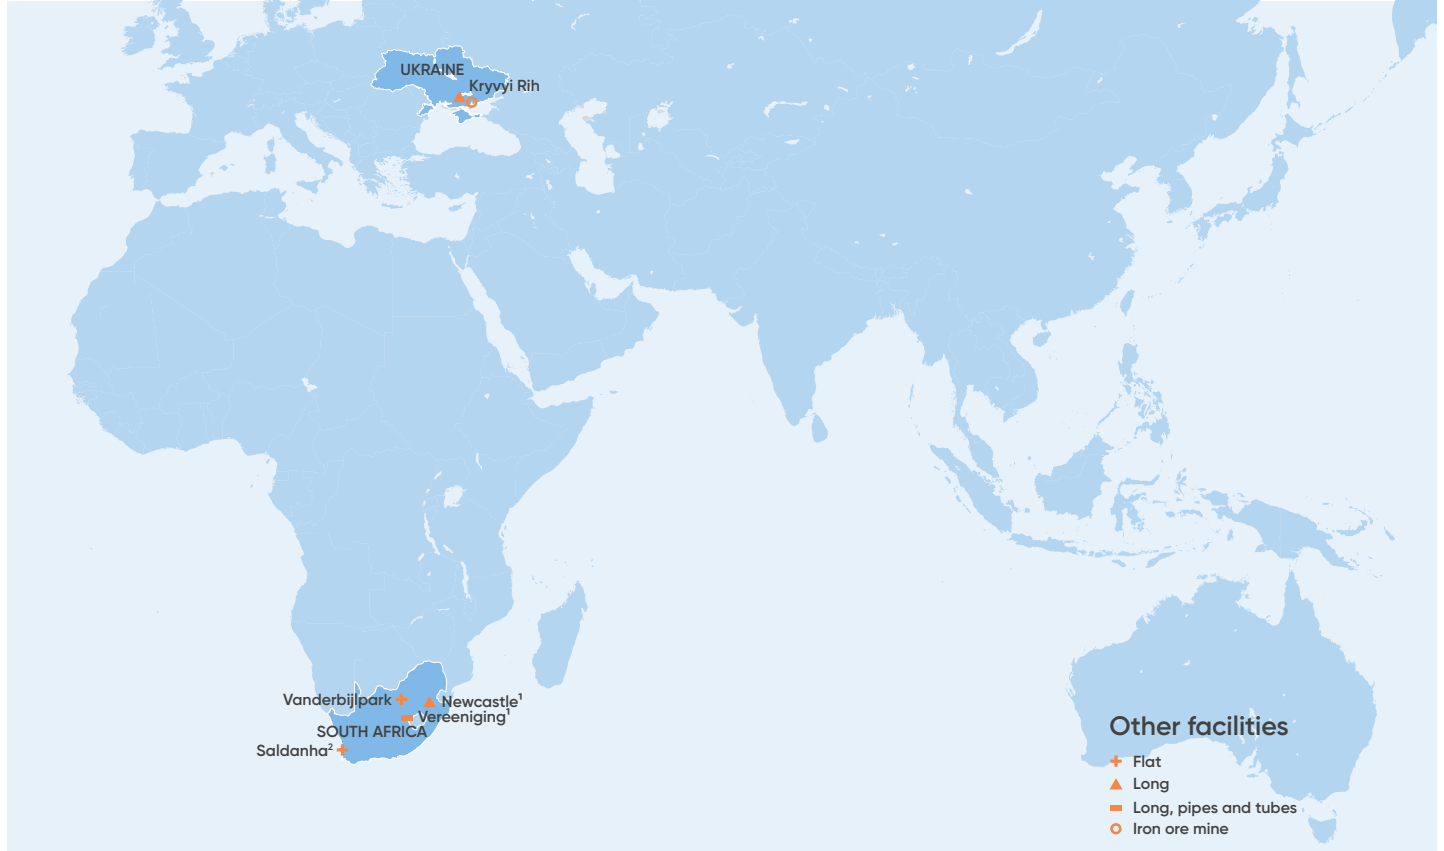 UKRAINE
Kryvyi Rih
Vanderbijlpark
Newcastle¹
Vereeniging¹
SOUTH AFRICA
Saldanha²
Other facilities
Flat
Long
Long, pipes and tubes
Iron ore mine